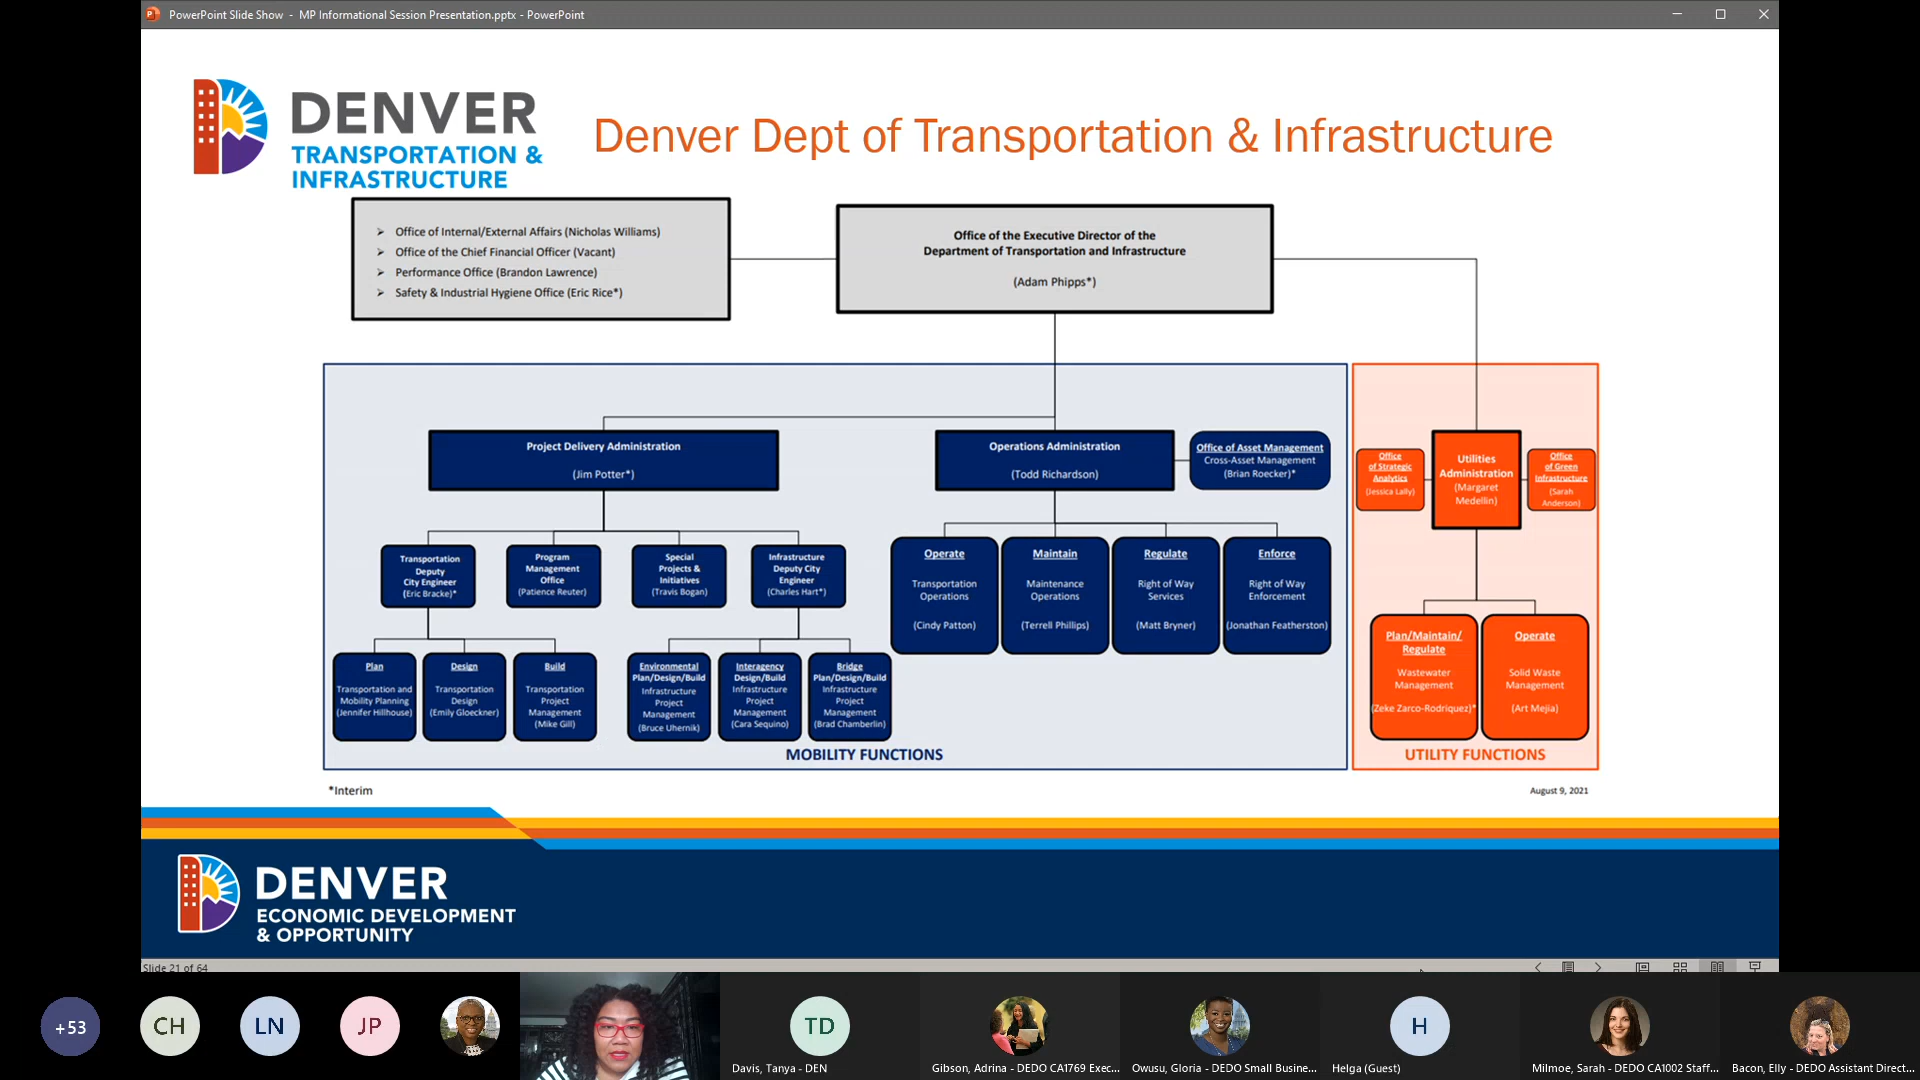 PowerPoint Slide Show - MP Informational Session Presentation.pptx - PowerPoint
DENVER
TRANSPORTATION &
INFRASTRUCTURE
Denver Dept of Transportation & Infrastructure
➢ Office of Internal/External Affairs (Nicholas Williams)
➢ Office of the Chief Financial Officer (Vacant)
➢ Performance Office (Brandon Lawrence)
➢ Safety & Industrial Hygiene Office (Eric Rice*)
Office of the Executive Director of the
Department of Transportation and Infrastructure
(Adam Phipps*)
Project Delivery Administration
(Jim Potter*)
Operations Administration
(Todd Richardson)
Office of Asset Management
Cross-Asset Management
(Brian Roecker)*
Office
of Strategic
Analytics
(Jessica Lally)
Utilities
Administration
(Margaret
Medellin)
Office
of Green
Infrastructure
(Sarah
Anderson)
Transportation
Deputy
City Engineer
(Eric Bracke)*
Program
Management
Office
(Patience Reuter)
Special
Projects &
Initiatives
(Travis Bogan)
Infrastructure
Deputy City
Engineer
(Charles Hart*)
Operate
Transportation
Operations
(Cindy Patton)
Maintain
Maintenance
Operations
(Terrell Phillips)
Regulate
Right of Way
Services
(Matt Bryner)
Enforce
Right of Way
Enforcement
(Jonathan Featherston)
Plan
Transportation and
Mobility Planning
(Jennifer Hillhouse)
Design
Transportation
Design
(Emily Gloeckner)
Build
Transportation
Project
Management
(Mike Gill)
Environmental
Plan/Design/Build
Infrastructure
Project
Management
(Bruce Uhernik)
Interagency
Design/Build
Infrastructure
Project
Management
(Cara Sequino)
Bridge
Plan/Design/Build
Infrastructure
Project
Management
(Brad Chamberlin)
Plan/Maintain/
Regulate
Wastewater
Management
(Zeke Zarco-Rodriquez)*
Operate
Solid Waste
Management
(Art Mejia)
MOBILITY FUNCTIONS
UTILITY FUNCTIONS
*Interim
August 9, 2021
DENVER
ECONOMIC DEVELOPMENT
& OPPORTUNITY
Slide 21 of 64
+53
CH
LN
JP
TD
H
Davis, Tanya - DEN
Gibson, Adrina - DEDO CA1769 Exec...
Owusu, Gloria - DEDO Small Busine...
Helga (Guest)
Milmoe, Sarah - DEDO CA1002 Staff...
Bacon, Elly - DEDO Assistant Direct...